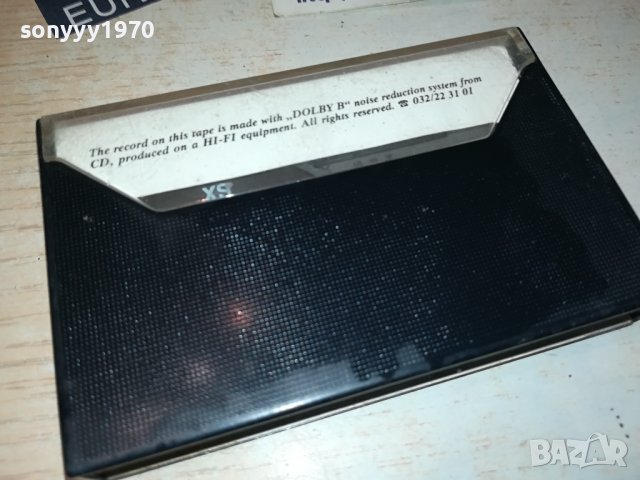 sonyyy1970
The record on this tape is made with „DOLBY B“ noise reduction system from
CD, produced on a HI-FI equipment. All rights reserved. ☎ 032/22 31 01
XS
BAZAR